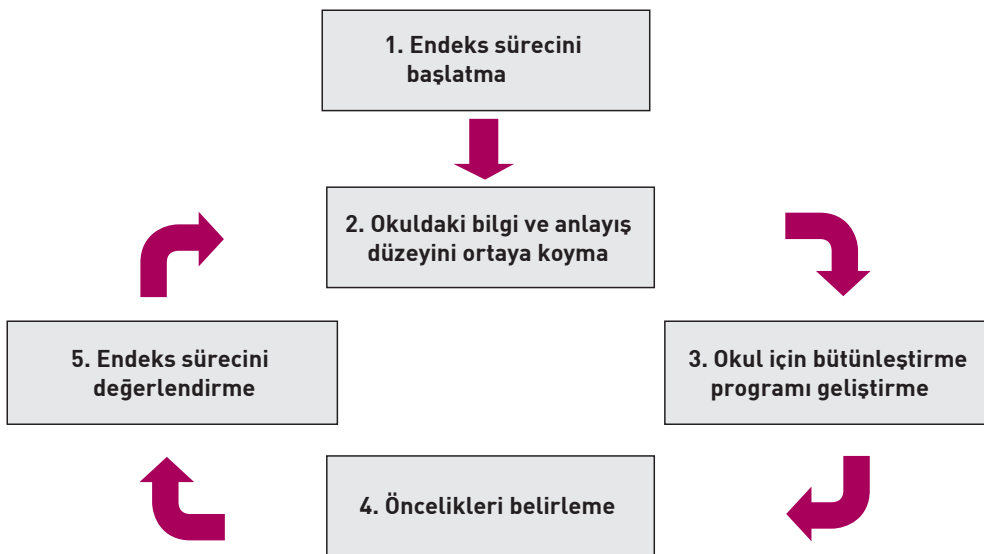 1. Endeks sürecini
başlatma
2. Okuldaki bilgi ve anlayış
düzeyini ortaya koyma
3. Okul için bütünleştirme
programı geliştirme
4. Öncelikleri belirleme
5. Endeks sürecini
değerlendirme